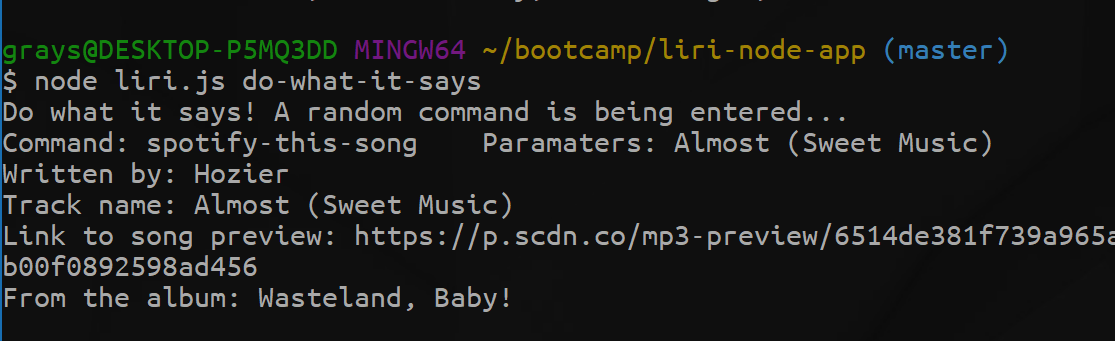 grays@DESKTOP-P5MQ3DD MINGW64 ~/bootcamp/liri-node-app (master)
$ node liri.js do-what-it-says
Do what it says! A random command is being entered...
Command: spotify-this-song    Paramaters: Almost (Sweet Music)
Written by: Hozier
Track name: Almost (Sweet Music)
Link to song preview: https://p.scdn.co/mp3-preview/6514de381f739a965a
b00f0892598ad456
From the album: Wasteland, Baby!